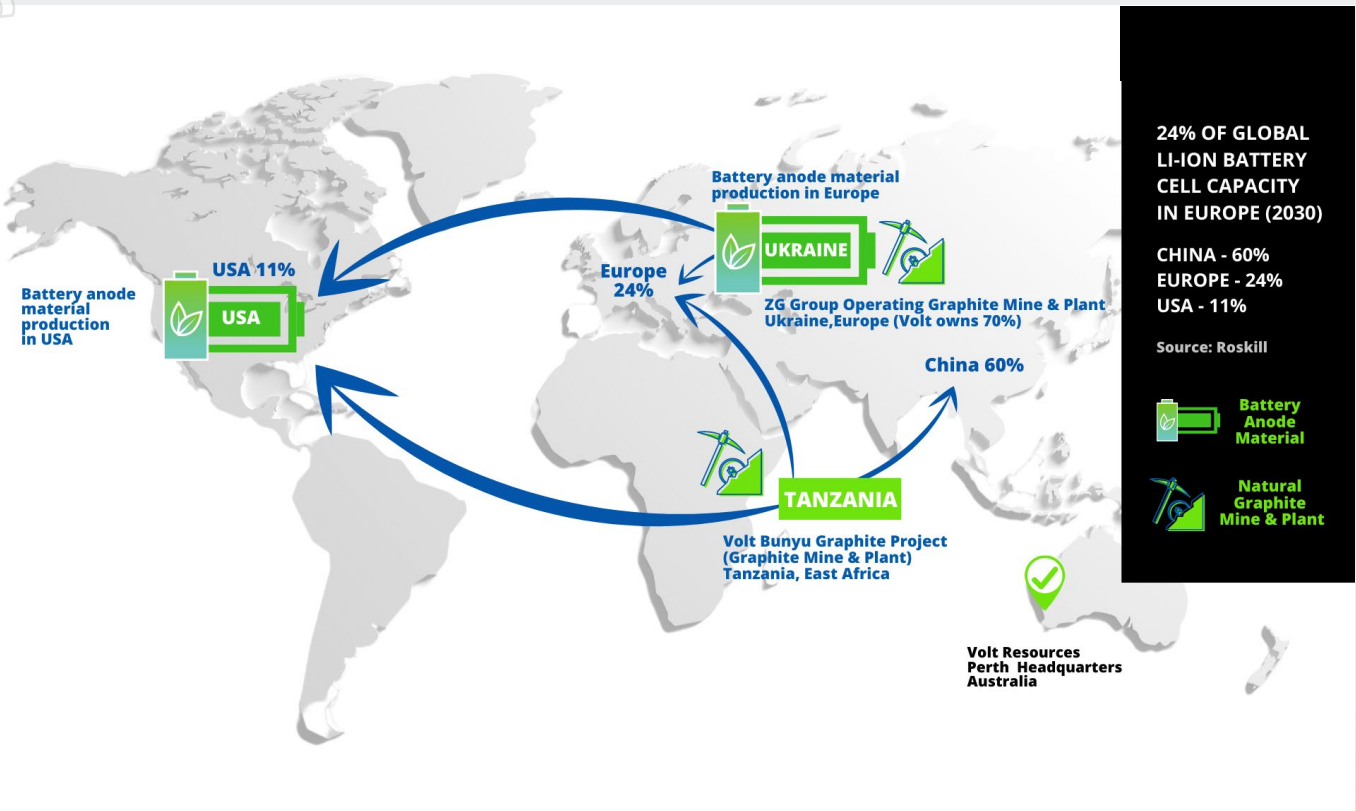 Battery anode material
production in Europe
UKRAINE
Europe
24%
ZG Group Operating Graphite Mine & Plant
Ukraine,Europe (Volt owns 70%)
USA 11%
Battery anode
material
production
in USA
USA
China 60%
TANZANIA
Volt Bunyu Graphite Project
(Graphite Mine & Plant)
Tanzania, East Africa
Volt Resources
Perth Headquarters
Australia
24% OF GLOBAL
LI-ION BATTERY
CELL CAPACITY
IN EUROPE (2030)
CHINA - 60%
EUROPE - 24%
USA - 11%
Source: Roskill
Battery
Anode
Material
Natural
Graphite
Mine & Plant